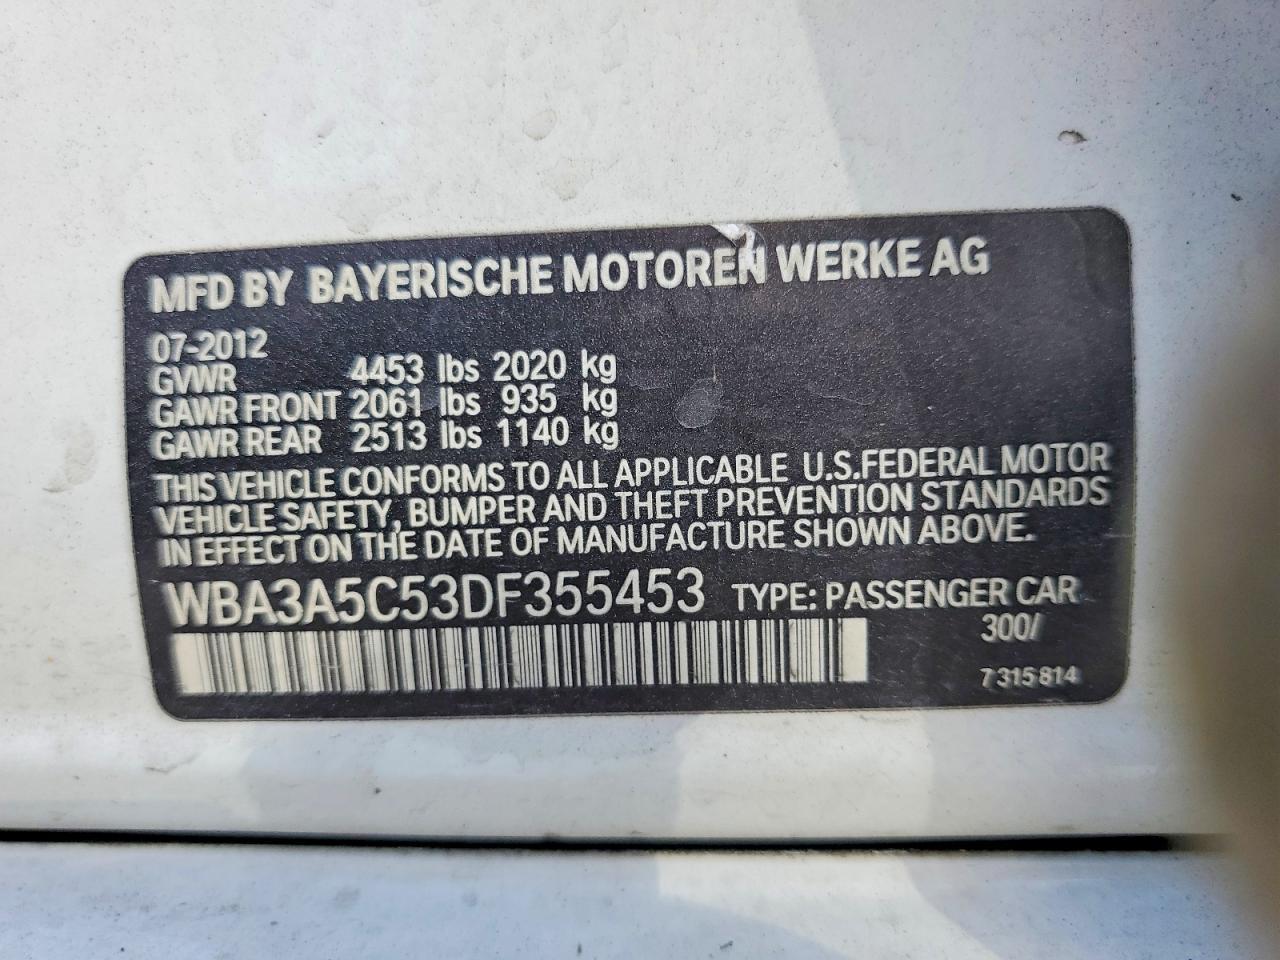 MFD BY BAYERISCHE MOTOREN WERKE AG
07-2012
GVWR 4453 lbs 2020 kg
GAWR FRONT 2061 lbs 935 kg
GAWR REAR 2513 lbs 1140 kg
THIS VEHICLE CONFORMS TO ALL APPLICABLE U.S.FEDERAL MOTOR
VEHICLE SAFETY, BUMPER AND THEFT PREVENTION STANDARDS
IN EFFECT ON THE DATE OF MANUFACTURE SHOWN ABOVE.
WBA3A5C53DF355453 TYPE: PASSENGER CAR
300/
7 315 814